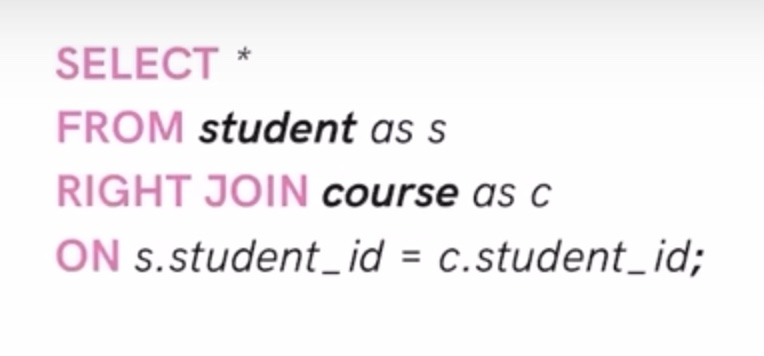 SELECT *
FROM student as s
RIGHT JOIN course as c
ON s.student_id = c.student_id;